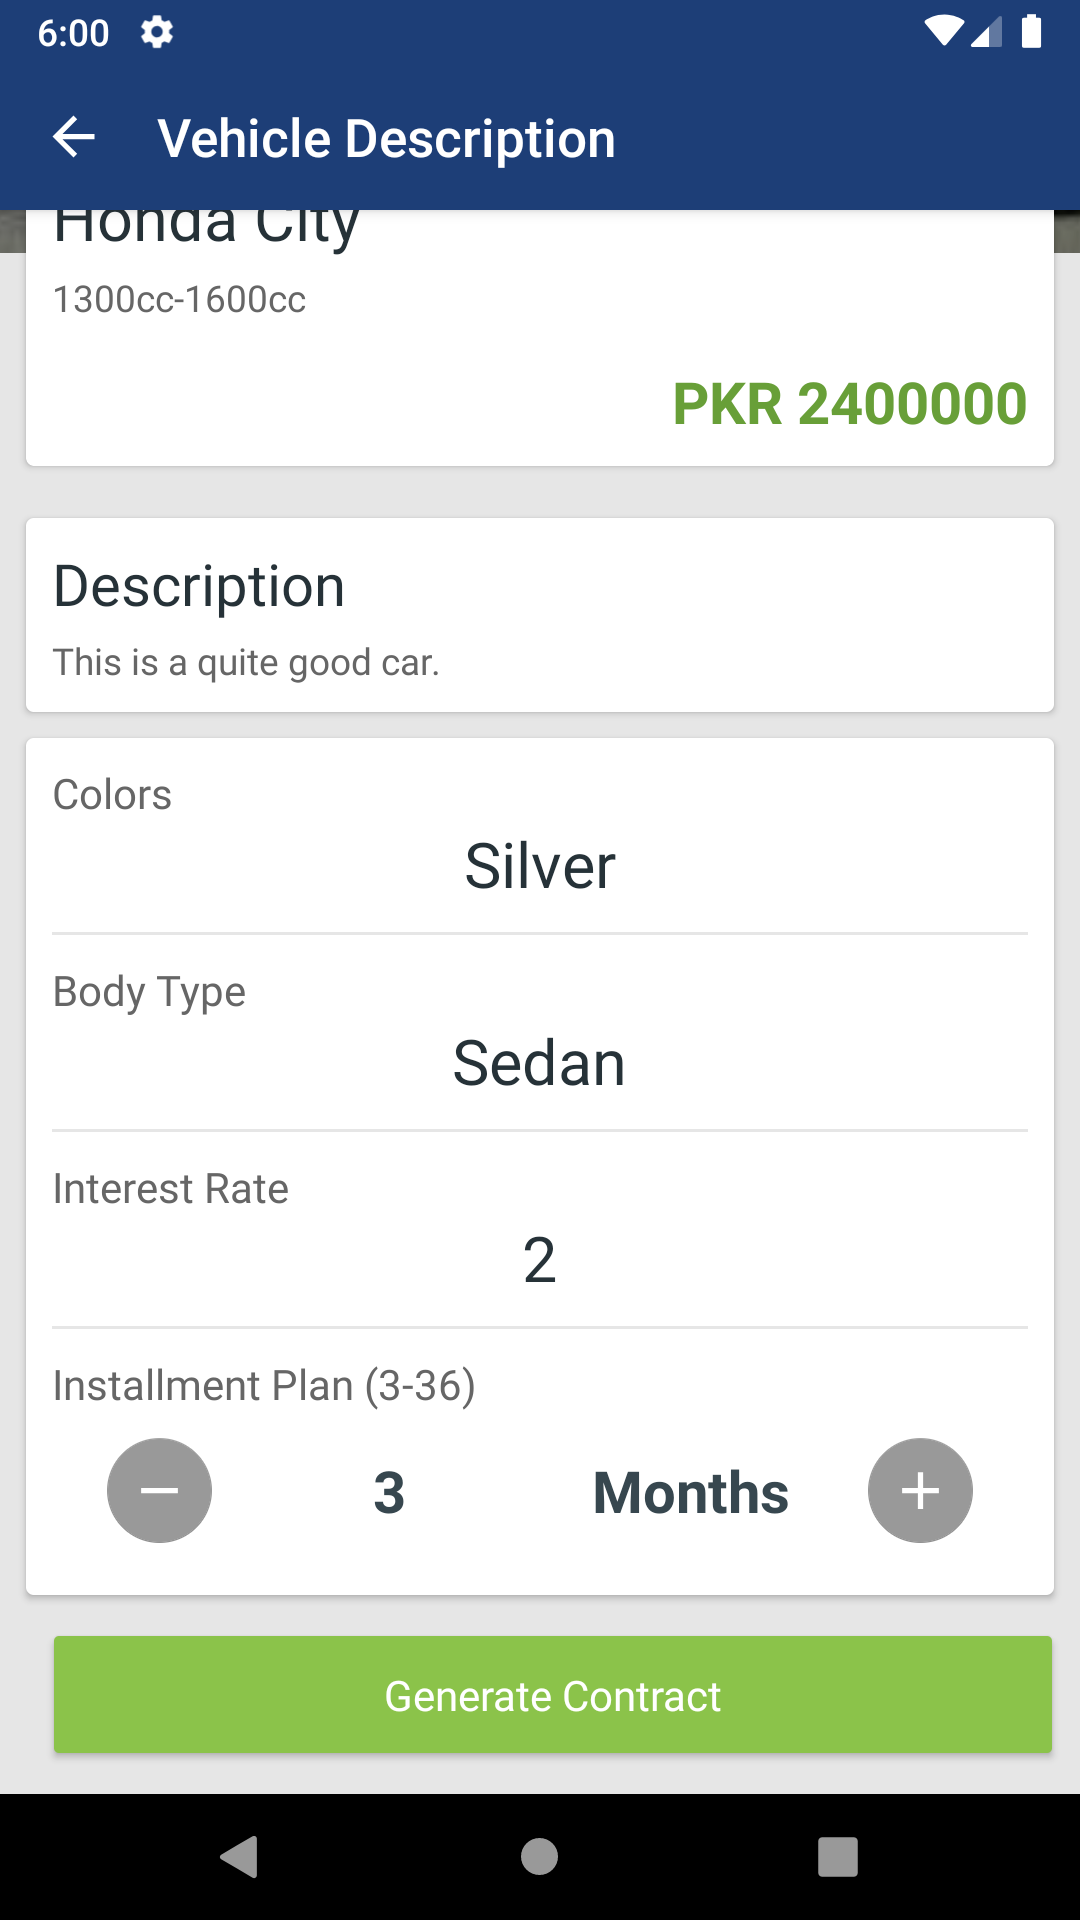 6:00
Vehicle Description
Honda City
1300cc-1600cc
PKR 2400000
Description
This is a quite good car.
Colors
Silver
Body Type
Sedan
Interest Rate
2
Installment Plan (3-36)
3 Months
Generate Contract